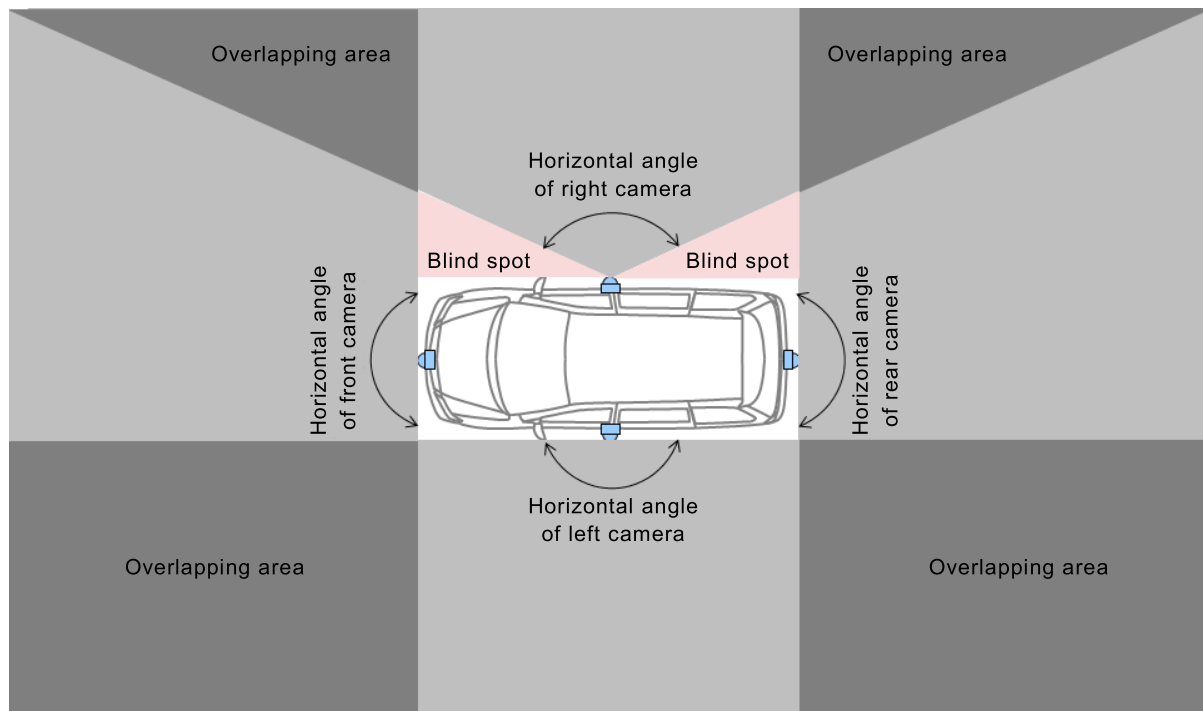 Overlapping area
Overlapping area
Horizontal angle
of right camera
Blind spot
Blind spot
Horizontal angle
of front camera
Horizontal angle
of rear camera
Horizontal angle
of left camera
Overlapping area
Overlapping area